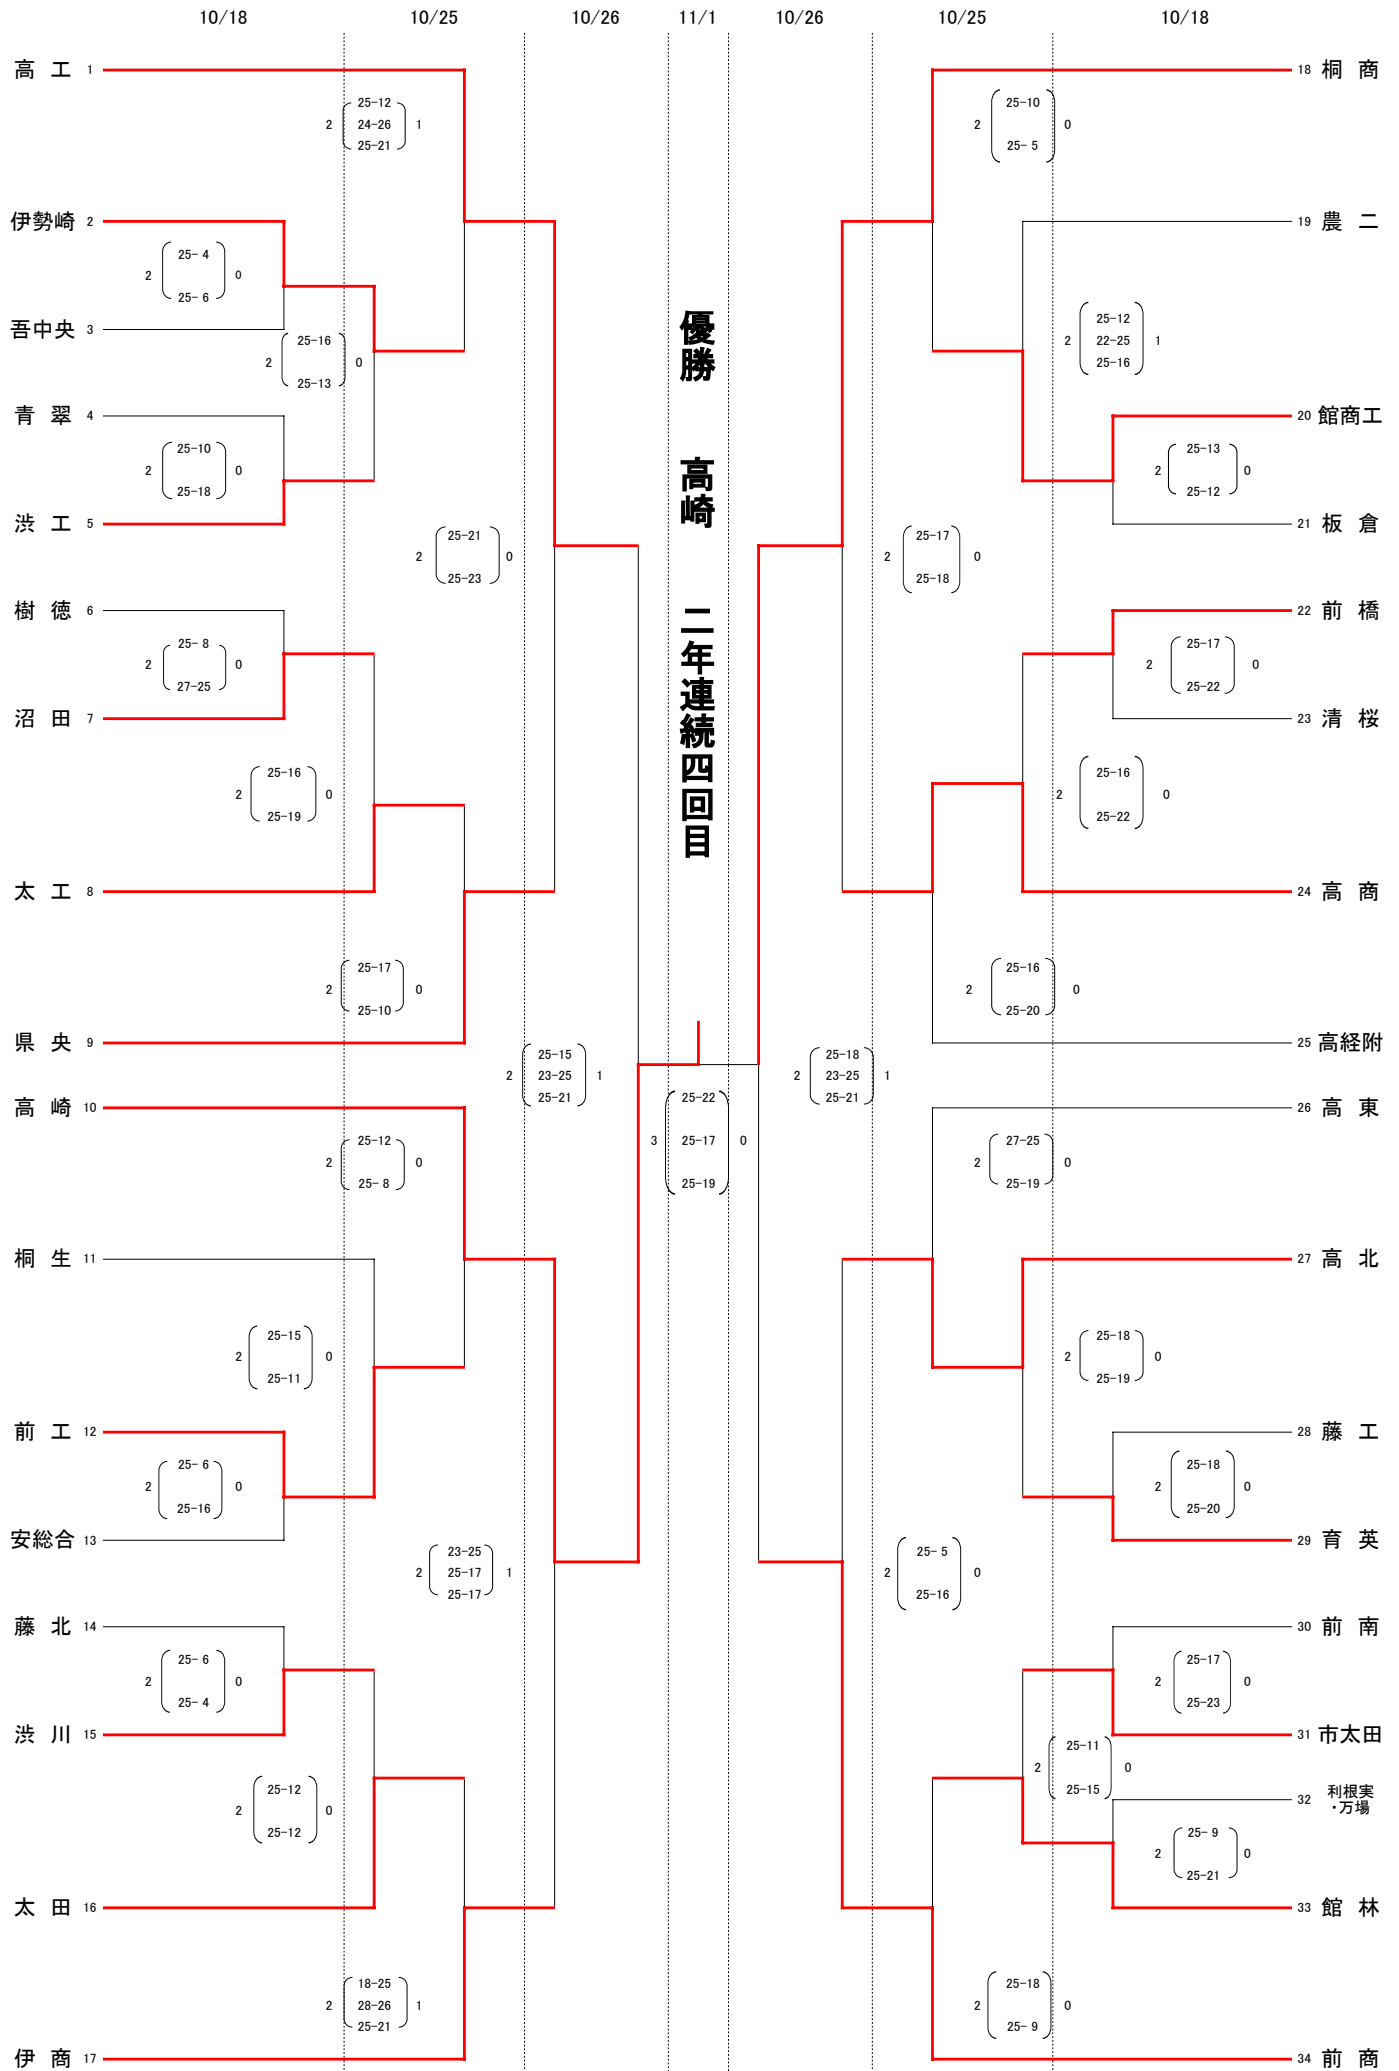 10/18 10/25 10/26 11/1 10/26 10/25 10/18
高 工 1
18 桐 商
25-12
2 24-26 1
25-21
25-10
2 0
25- 5
伊勢崎 2
19 農 二
25- 4
2 0
25- 6
吾中央 3
25-16
2 0
25-13
25-12
2 22-25 1
25-16
青 翠 4
20 館商工
25-10
2 0
25-18
25-13
2 0
25-12
渋 工 5
21 板 倉
25-21
2 0
25-23
25-17
2 0
25-18
優勝 高崎 二年連続四回目
樹 徳 6
22 前 橋
25- 8
2 0
27-25
25-17
2 0
25-22
沼 田 7
23 清 桜
25-16
2 0
25-19
25-16
2 0
25-22
太 工 8
24 高 商
25-17
2 0
25-10
25-16
2 0
25-20
県 央 9
25 高経附
25-15
2 23-25 1
25-21
25-18
2 23-25 1
25-21
25-22
3 25-17 0
25-19
高 崎 10
26 高 東
25-12
2 0
25- 8
27-25
2 0
25-19
桐 生 11
27 高 北
25-15
2 0
25-11
25-18
2 0
25-19
前 工 12
28 藤 工
25- 6
2 0
25-16
25-18
2 0
25-20
安総合 13
29 育 英
23-25
2 25-17 1
25-17
25- 5
2 0
25-16
藤 北 14
30 前 南
25- 6
2 0
25- 4
25-17
2 0
25-23
渋 川 15
31 市太田
25-11
2 0
25-15
25-12
2 0
25-12
32 利根実
・万場
25- 9
2 0
25-21
太 田 16
33 館 林
18-25
2 28-26 1
25-21
25-18
2 0
25- 9
伊 商 17
34 前 商